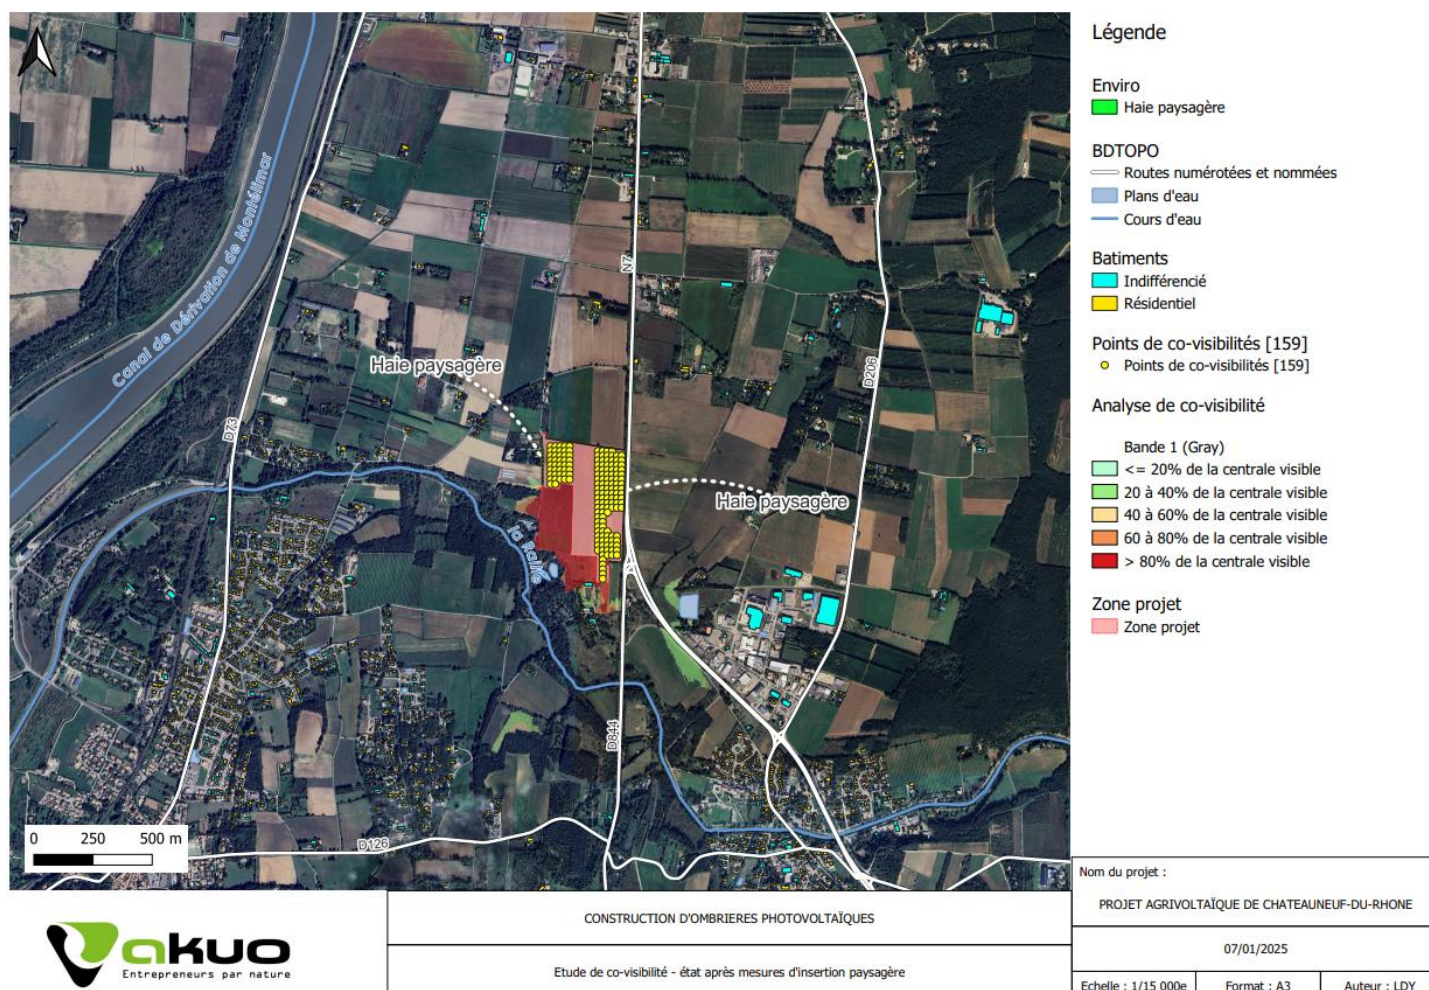 Canal de Dérivation de Montélimar
D73
N7
D206
Haie paysagère
Haie paysagère
La Raille
D844
D126
0 250 500 m
Légende
Enviro
Haie paysagère
BDTOPO
Routes numérotées et nommées
Plans d'eau
Cours d'eau
Batiments
Indifférencié
Résidentiel
Points de co-visibilités [159]
Points de co-visibilités [159]
Analyse de co-visibilité
Bande 1 (Gray)
<= 20% de la centrale visible
20 à 40% de la centrale visible
40 à 60% de la centrale visible
60 à 80% de la centrale visible
> 80% de la centrale visible
Zone projet
Zone projet
akuo
Entrepreneurs par nature
CONSTRUCTION D'OMBRIERES PHOTOVOLTAÏQUES
Etude de co-visibilité - état après mesures d'insertion paysagère
Nom du projet :
PROJET AGRIVOLTAÏQUE DE CHATEAUNEUF-DU-RHONE
07/01/2025
Echelle : 1/15 000e
Format : A3
Auteur : LDY